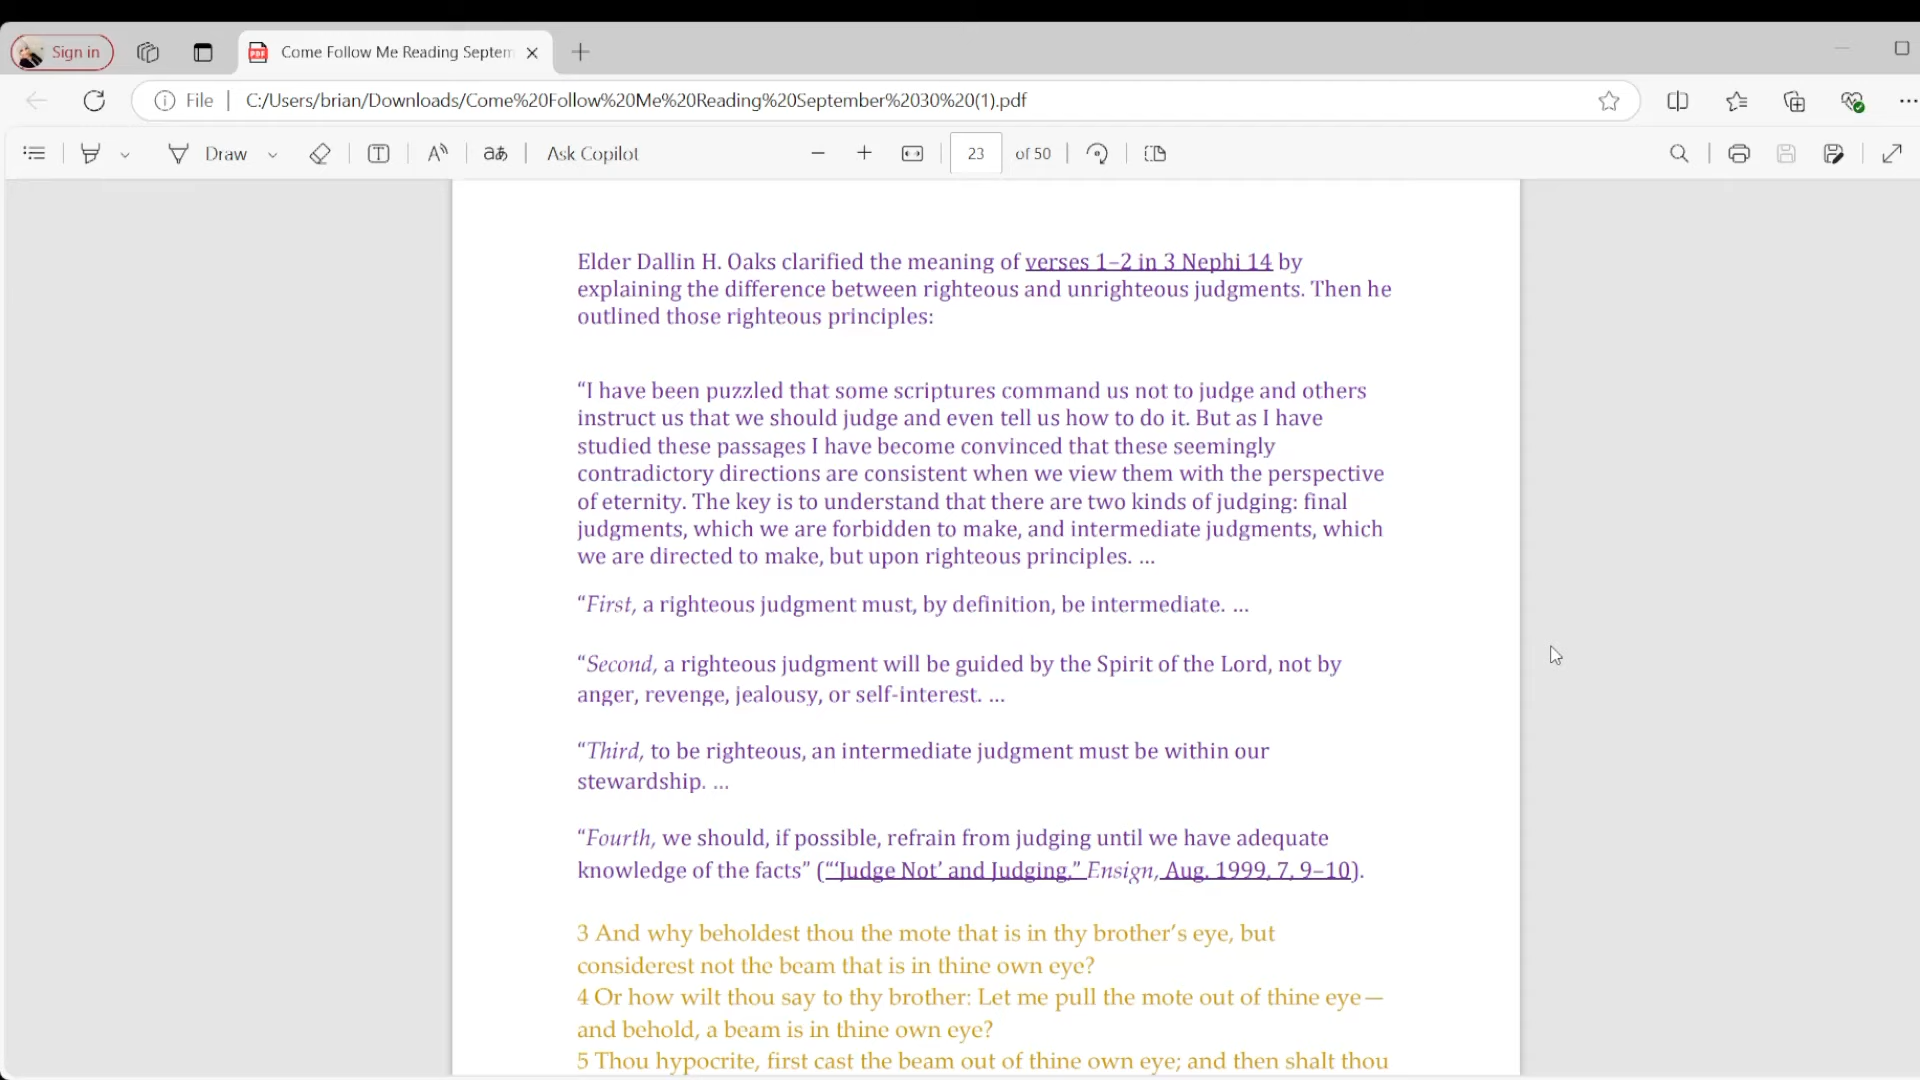 Sign in
Come Follow Me Reading Septem
File
C:/Users/brian/Downloads/Come%20Follow%20Me%20Reading%20September%2030%20(1).pdf
Draw
aあ
Ask Copilot
23 of 50
Elder Dallin H. Oaks clarified the meaning of verses 1–2 in 3 Nephi 14 by
explaining the difference between righteous and unrighteous judgments. Then he
outlined those righteous principles:
“I have been puzzled that some scriptures command us not to judge and others
instruct us that we should judge and even tell us how to do it. But as I have
studied these passages I have become convinced that these seemingly
contradictory directions are consistent when we view them with the perspective
of eternity. The key is to understand that there are two kinds of judging: final
judgments, which we are forbidden to make, and intermediate judgments, which
we are directed to make, but upon righteous principles. …
“First, a righteous judgment must, by definition, be intermediate. …
“Second, a righteous judgment will be guided by the Spirit of the Lord, not by
anger, revenge, jealousy, or self-interest. …
“Third, to be righteous, an intermediate judgment must be within our
stewardship. …
“Fourth, we should, if possible, refrain from judging until we have adequate
knowledge of the facts” (“‘Judge Not’ and Judging,” Ensign, Aug. 1999, 7, 9–10).
3 And why beholdest thou the mote that is in thy brother’s eye, but
considerest not the beam that is in thine own eye?
4 Or how wilt thou say to thy brother: Let me pull the mote out of thine eye—
and behold, a beam is in thine own eye?
5 Thou hypocrite, first cast the beam out of thine own eye; and then shalt thou